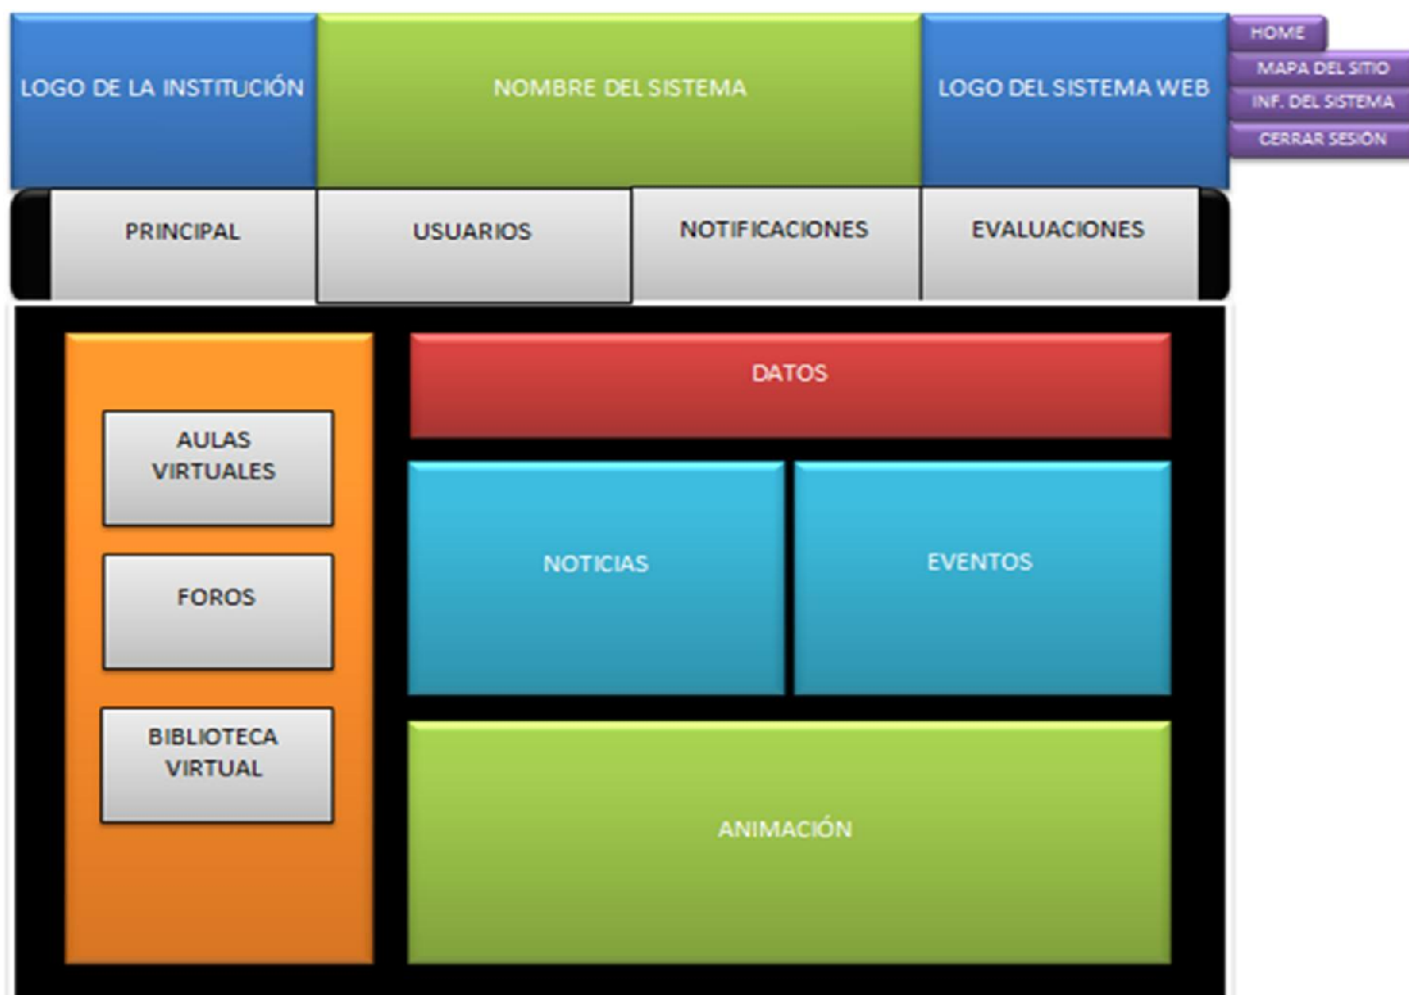 LOGO DE LA INSTITUCIÓN
NOMBRE DEL SISTEMA
LOGO DEL SISTEMA WEB
HOME
MAPA DEL SITIO
INF. DEL SISTEMA
CERRAR SESIÓN
PRINCIPAL
USUARIOS
NOTIFICACIONES
EVALUACIONES
AULAS
VIRTUALES
FOROS
BIBLIOTECA
VIRTUAL
DATOS
NOTICIAS
EVENTOS
ANIMACIÓN